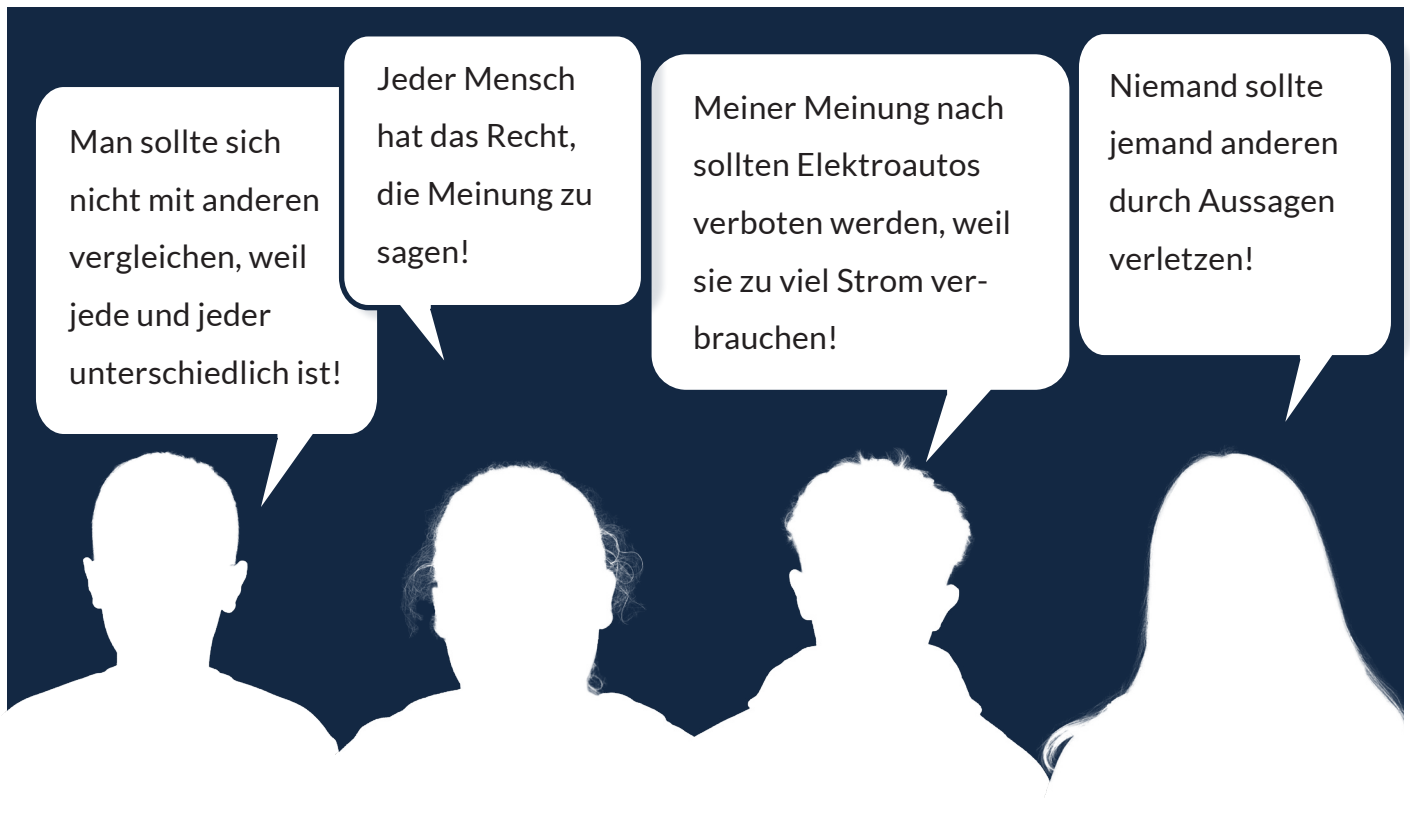 Man sollte sich
nicht mit anderen
vergleichen, weil
jede und jeder
unterschiedlich ist!
Jeder Mensch
hat das Recht,
die Meinung zu
sagen!
Meiner Meinung nach
sollten Elektroautos
verboten werden, weil
sie zu viel Strom ver-
brauchen!
Niemand sollte
jemand anderen
durch Aussagen
verletzen!